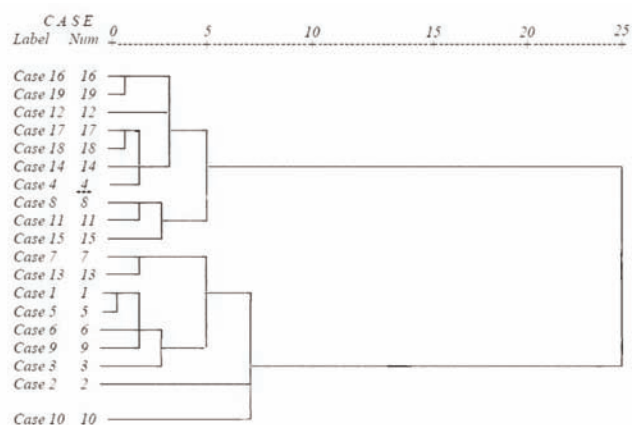 C A S E 0 5 10 15 20 25
Label Num
Case 16 16
Case 19 19
Case 12 12
Case 17 17
Case 18 18
Case 14 14
Case 4 4
Case 8 8
Case 11 11
Case 15 15
Case 7 7
Case 13 13
Case 1 1
Case 5 5
Case 6 6
Case 9 9
Case 3 3
Case 2 2
Case 10 10